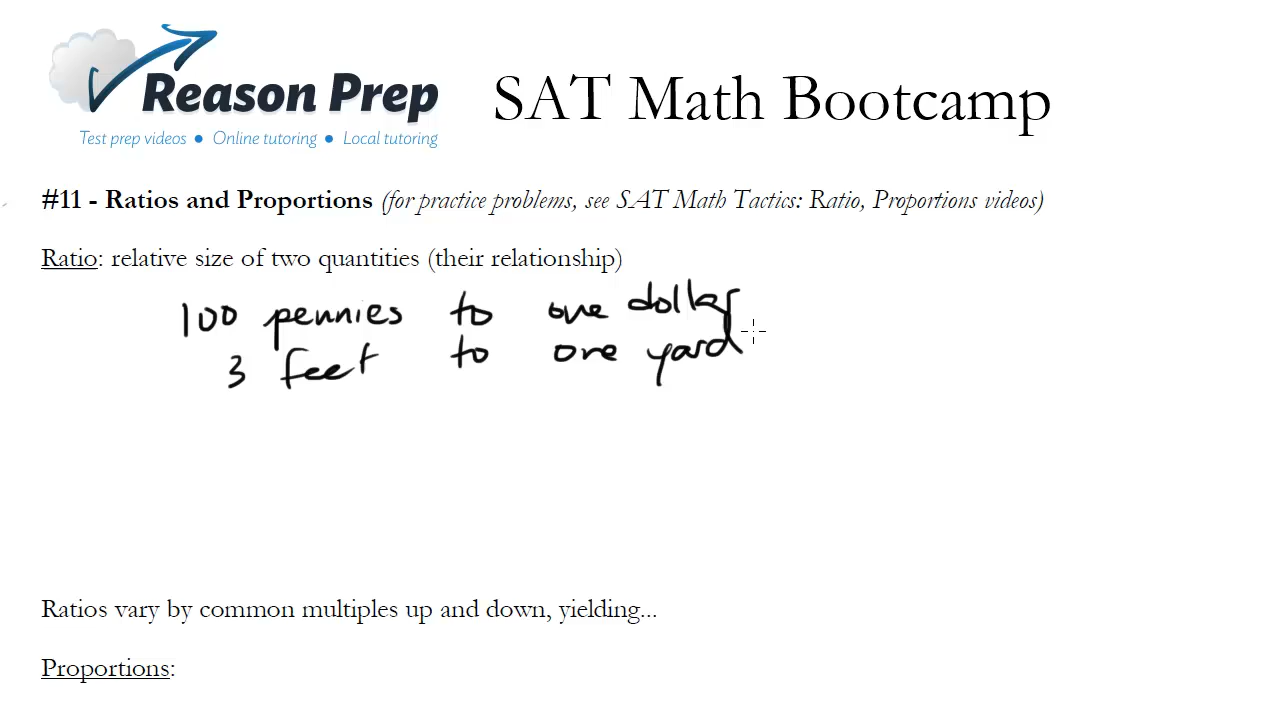 Reason Prep
Test prep videos ● Online tutoring ● Local tutoring
SAT Math Bootcamp
#11 - Ratios and Proportions (for practice problems, see SAT Math Tactics: Ratio, Proportions videos)
Ratio: relative size of two quantities (their relationship)
100 pennies to one dollar
3 feet to one yard
Ratios vary by common multiples up and down, yielding...
Proportions: